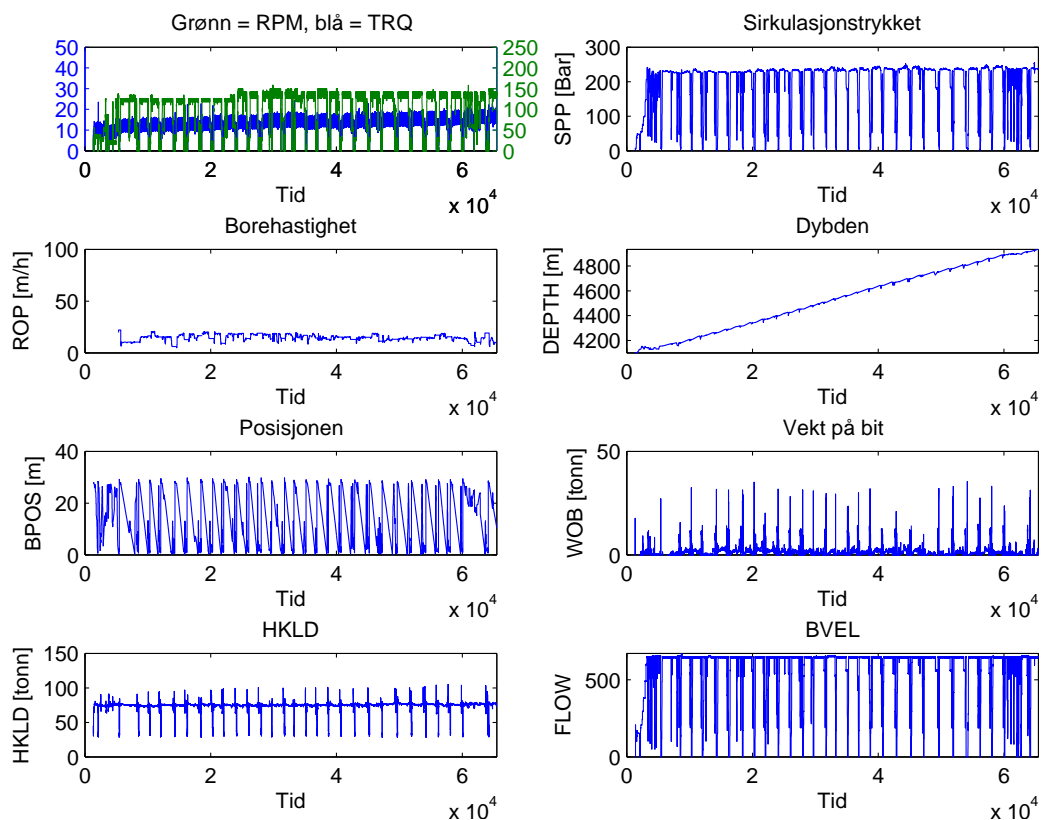 Grønn = RPM, blå = TRQ
50
40
30
20
10
0
250
200
150
100
50
0
0
2
4
6
Tid
x 10^4
Sirkulasjonstrykket
SPP [Bar]
300
200
100
0
0
2
4
6
Tid
x 10^4
Borehastighet
ROP [m/h]
100
50
0
0
2
4
6
Tid
x 10^4
Dybden
DEPTH [m]
4800
4600
4400
4200
0
2
4
6
Tid
x 10^4
Posisjonen
BPOS [m]
40
20
0
0
2
4
6
Tid
x 10^4
Vekt på bit
WOB [tonn]
50
0
0
2
4
6
Tid
x 10^4
HKLD
HKLD [tonn]
150
100
50
0
0
2
4
6
Tid
x 10^4
BVEL
FLOW
500
0
0
2
4
6
Tid
x 10^4